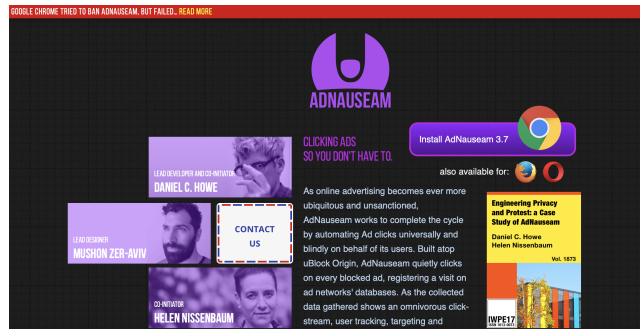 GOOGLE CHROME TRIED TO BAN ADNAUSEAM, BUT FAILED... READ MORE
ADNAUSEAM
CLICKING ADS
SO YOU DON'T HAVE TO.
Install AdNauseam 3.7
also available for:
LEAD DEVELOPER AND CO-INITIATOR
DANIEL C. HOWE
LEAD DESIGNER
MUSHON ZER-AVIV
CONTACT
US
CO-INITIATOR
HELEN NISSENBAUM
As online advertising becomes ever more
ubiquitous and unsanctioned,
AdNauseam works to complete the cycle
by automating Ad clicks universally and
blindly on behalf of its users. Built atop
uBlock Origin, AdNauseam quietly clicks
on every blocked ad, registering a visit on
ad networks' databases. As the collected
data gathered shows an omnivorous click-
stream, user tracking, targeting and
Engineering Privacy
and Protest: a Case
Study of AdNauseam
Daniel C. Howe
Helen Nissenbaum
Vol. 1873
IWPE17